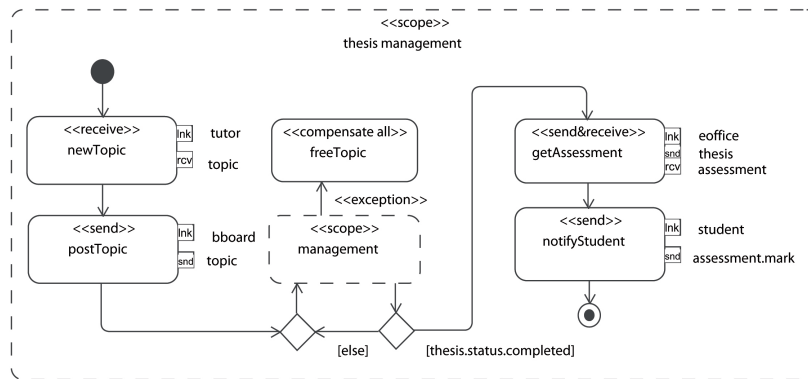 <<scope>>
thesis management
<<receive>>
newTopic
lnk tutor
rcv topic
<<send>>
postTopic
lnk bboard
snd topic
<<compensate all>>
freeTopic
<<exception>>
<<scope>>
management
[else]
[thesis.status.completed]
<<send&receive>>
getAssessment
lnk eoffice
snd thesis
rcv assessment
<<send>>
notifyStudent
lnk student
snd assessment.mark